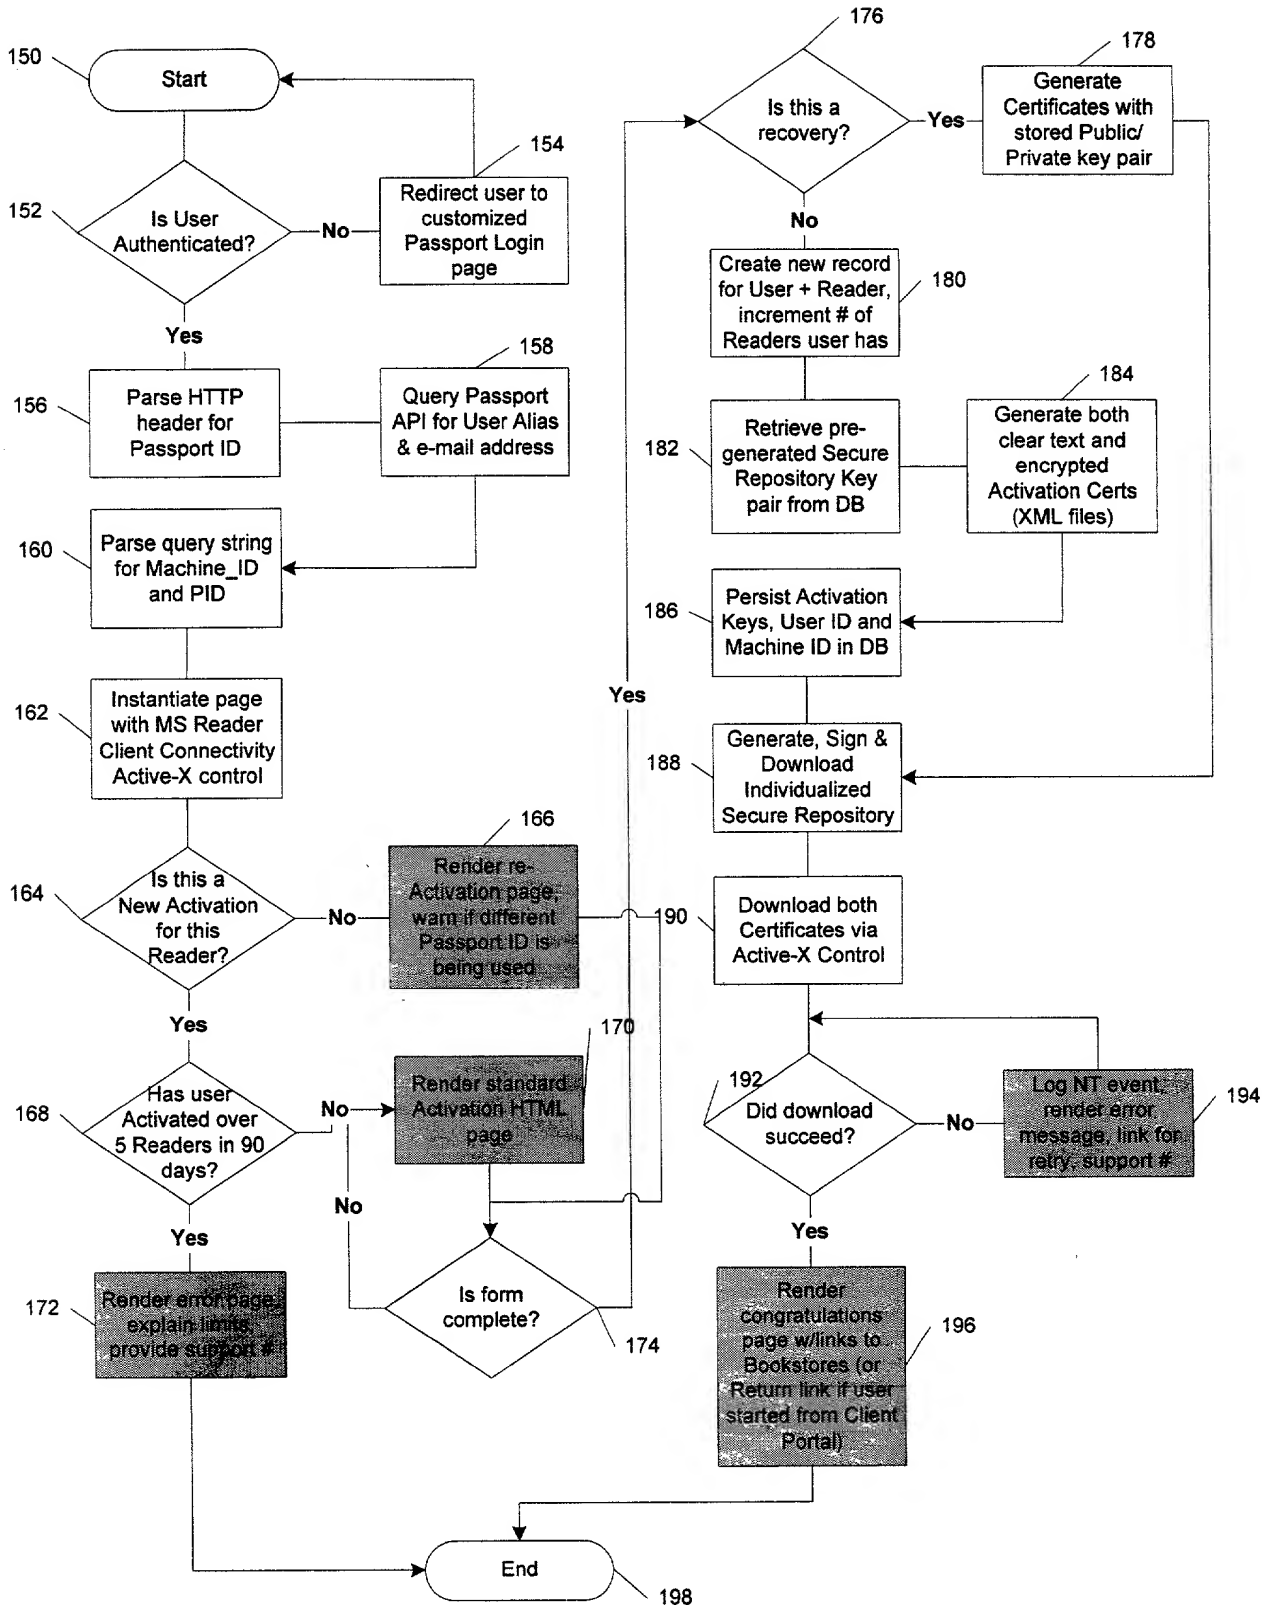 150
Start
152
Is User
Authenticated?
No
154
Redirect user to
customized
Passport Login
page
Yes
156
Parse HTTP
header for
Passport ID
158
Query Passport
API for User Alias
& e-mail address
160
Parse query string
for Machine_ID
and PID
162
Instantiate page
with MS Reader
Client Connectivity
Active-X control
164
Is this a
New Activation
for this
Reader?
No
166
Render re-
Activation page,
warn if different
Passport ID is
being used
Yes
168
Has user
Activated over
5 Readers in 90
days?
No
170
Render standard
Activation HTML
page
No
Yes
172
Render error page,
explain limits,
provide support #
Is form
complete?
174
Yes
176
Is this a
recovery?
Yes
178
Generate
Certificates with
stored Public/
Private key pair
No
Create new record
for User + Reader,
increment # of
Readers user has
180
182
Retrieve pre-
generated Secure
Repository Key
pair from DB
184
Generate both
clear text and
encrypted
Activation Certs
(XML files)
186
Persist Activation
Keys, User ID and
Machine ID in DB
188
Generate, Sign &
Download
Individualized
Secure Repository
190
Download both
Certificates via
Active-X Control
192
Did download
succeed?
No
Log NT event,
render error
message, link for
retry, support #
194
Yes
Render
congratulations
page w/links to
Bookstores (or
Return link if user
started from Client
Portal)
196
End
198